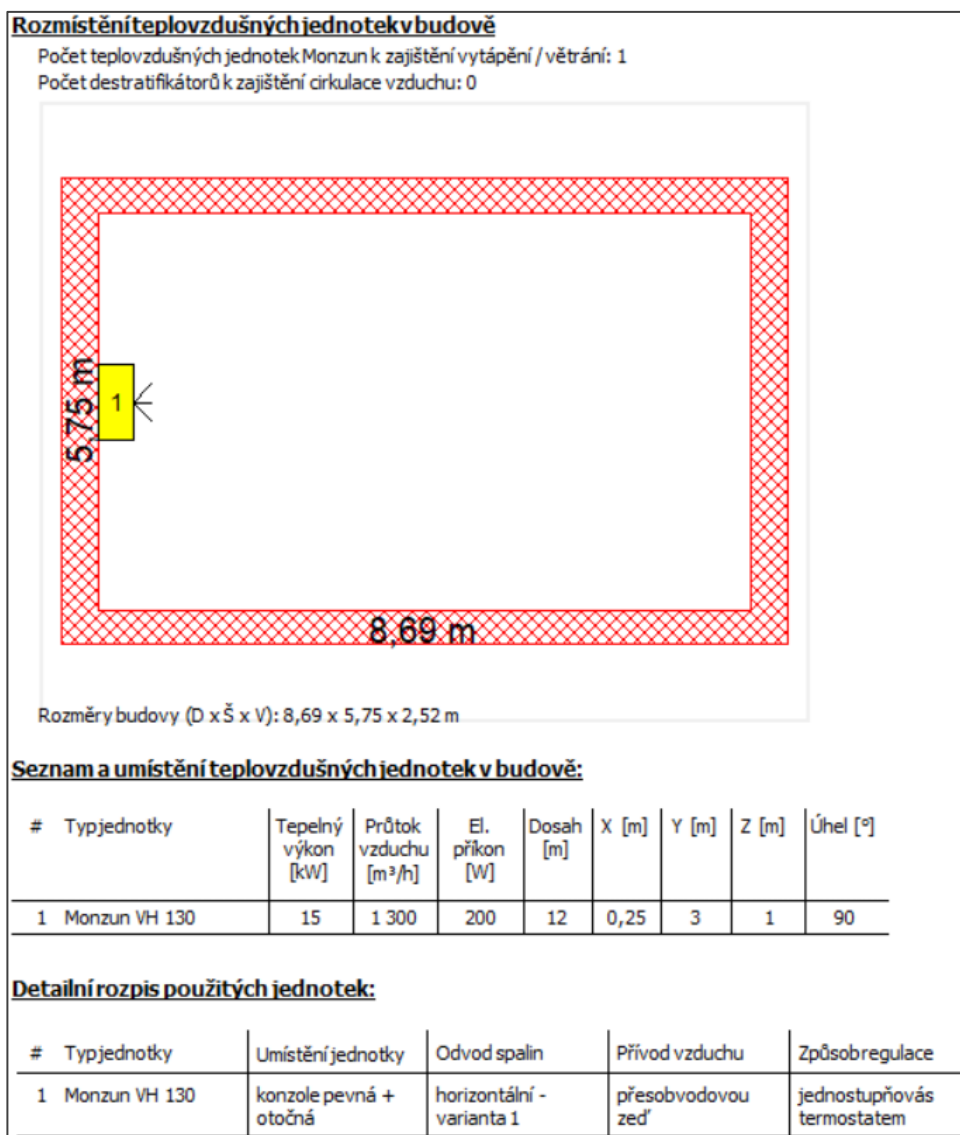 Rozmístění teplovzdušných jednotek v budově
Počet teplovzdušných jednotek Monzun k zajištění vytápění / větrání: 1
Počet destratifikátorů k zajištění cirkulace vzduchu: 0
5,75 m
1
8,69 m
Rozměry budovy (D x Š x V): 8,69 x 5,75 x 2,52 m
Seznam a umístění teplovzdušných jednotek v budově:
# Typ jednotky Tepelný výkon [kW] Průtok vzduchu [m³/h] El. příkon [W] Dosah [m] X [m] Y [m] Z [m] Úhel [°]
1 Monzun VH 130 15 1 300 200 12 0,25 3 1 90
Detailní rozpis použitých jednotek:
# Typ jednotky Umístění jednotky Odvod spalin Přívod vzduchu Způsob regulace
1 Monzun VH 130 konzole pevná + otočná horizontální - varianta 1 přes obvodovou zeď jednostupňová s termostatem